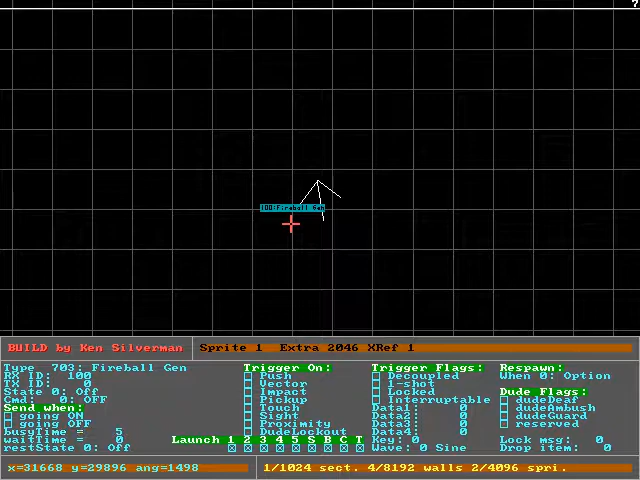 7
100:Fireball Gen
BUILD by Ken Silverman
Sprite 1 Extra 2046 XRef 1
Type 703: Fireball Gen
RX ID: 100
TX ID: 0
State 0: Off
Cmd: 0: OFF
Send when:
going ON
going OFF
busyTime = 5
waitTime = 0
restState 0: Off
Trigger On:
Push
Vector
Impact
Pickup
Touch
Sight
Proximity
DudeLockout
Launch 1 2 3 4 5 S B C T
Trigger Flags:
Decoupled
1-shot
Locked
Interruptable
Data1: 0
Data2: 0
Data3: 0
Data4: 0
Key: 0
Wave: 0 Sine
Respawn:
When 0: Option
Dude Flags:
dudeDeaf
dudeAmbush
dudeGuard
reserved
Lock msg: 0
Drop item: 0
x=31668 y=29896 ang=1498
1/1024 sect. 4/8192 walls 2/4096 spri.